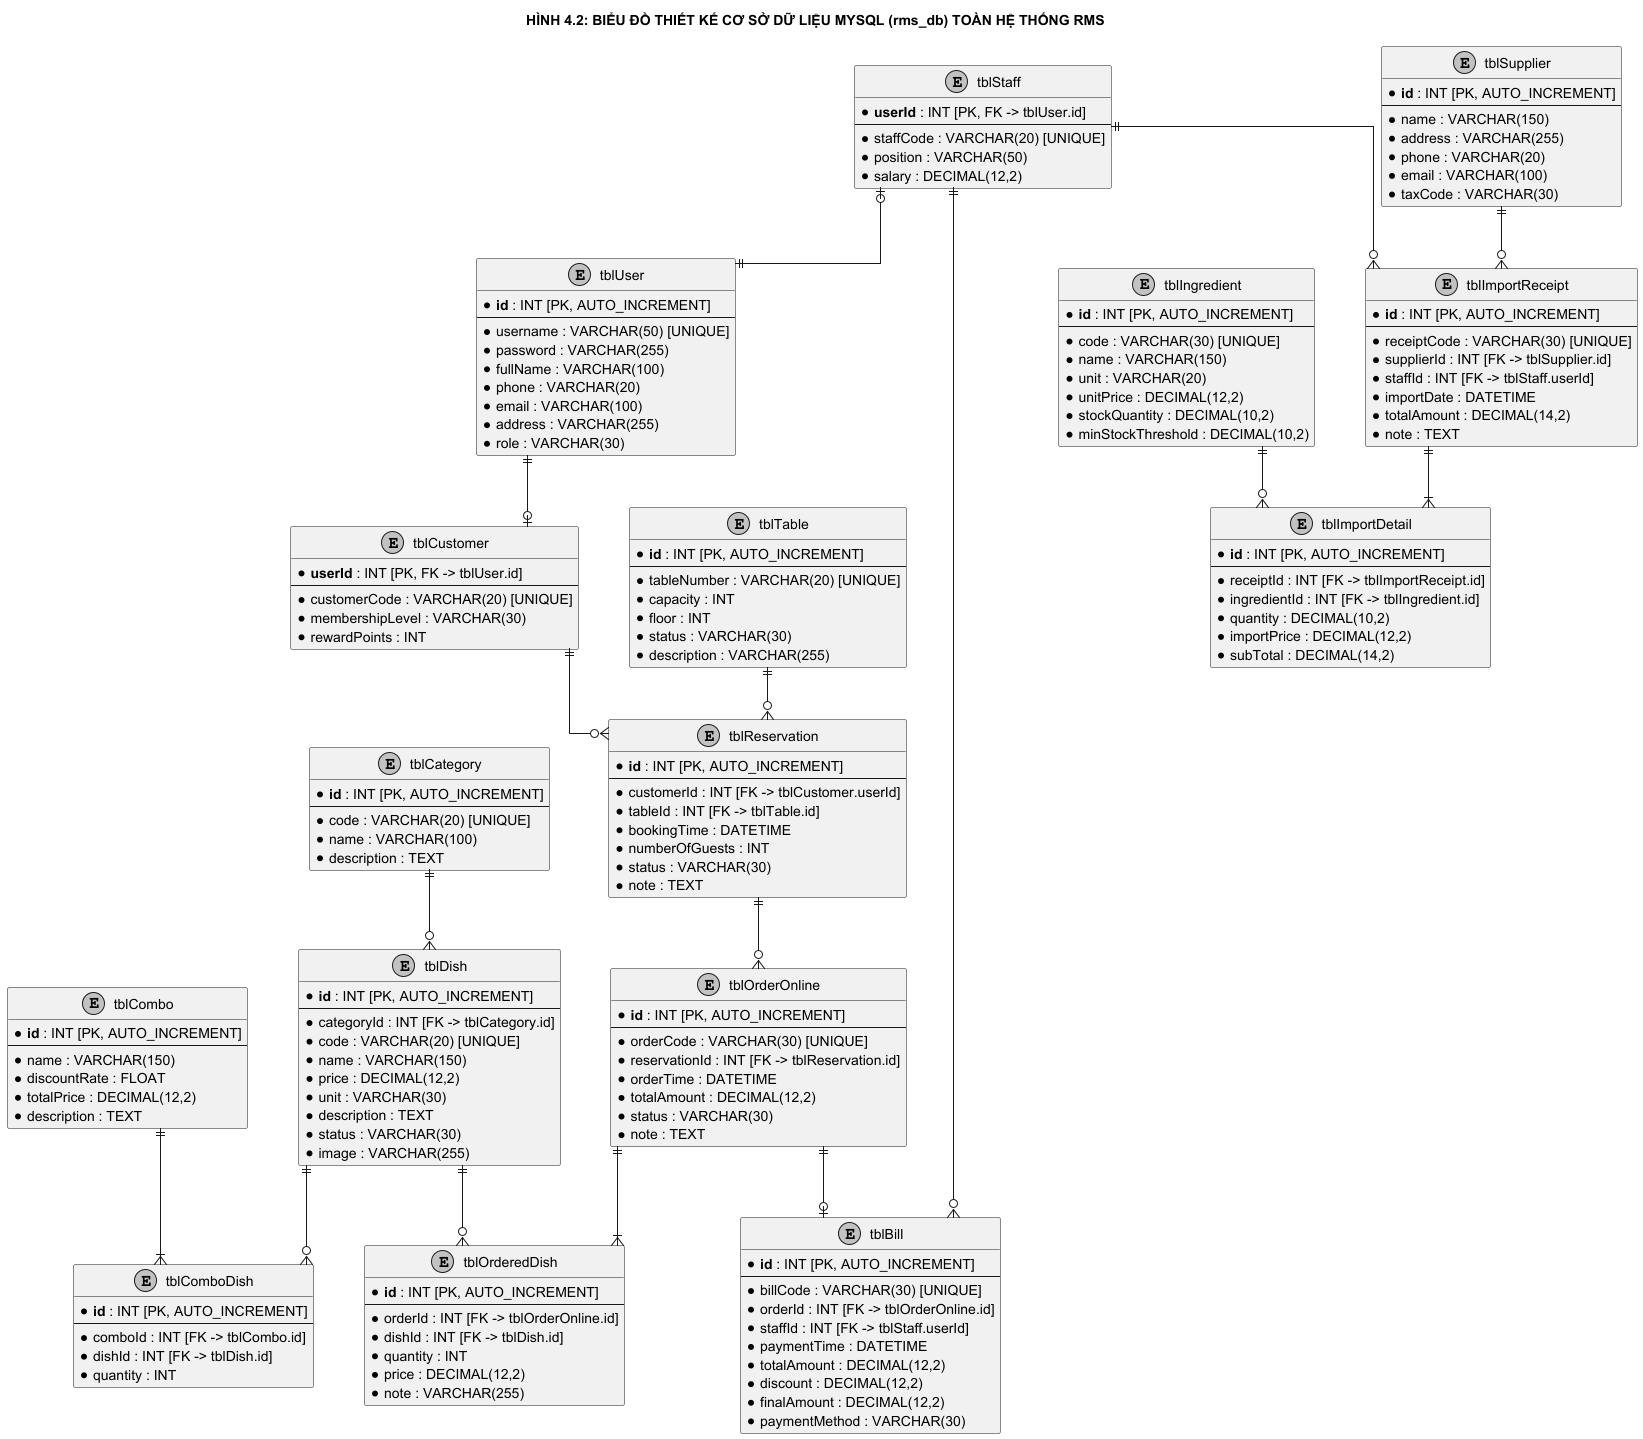 HÌNH 4.2: BIỂU ĐỒ THIẾT KẾ CƠ SỞ DỮ LIỆU MYSQL (rms_db) TOÀN HỆ THỐNG RMS
E tblStaff
userId : INT [PK, FK -> tblUser.id]
staffCode : VARCHAR(20) [UNIQUE]
position : VARCHAR(50)
salary : DECIMAL(12,2)
E tblSupplier
id : INT [PK, AUTO_INCREMENT]
name : VARCHAR(150)
address : VARCHAR(255)
phone : VARCHAR(20)
email : VARCHAR(100)
taxCode : VARCHAR(30)
E tblUser
id : INT [PK, AUTO_INCREMENT]
username : VARCHAR(50) [UNIQUE]
password : VARCHAR(255)
fullName : VARCHAR(100)
phone : VARCHAR(20)
email : VARCHAR(100)
address : VARCHAR(255)
role : VARCHAR(30)
E tblIngredient
id : INT [PK, AUTO_INCREMENT]
code : VARCHAR(30) [UNIQUE]
name : VARCHAR(150)
unit : VARCHAR(20)
unitPrice : DECIMAL(12,2)
stockQuantity : DECIMAL(10,2)
minStockThreshold : DECIMAL(10,2)
E tblImportReceipt
id : INT [PK, AUTO_INCREMENT]
receiptCode : VARCHAR(30) [UNIQUE]
supplierId : INT [FK -> tblSupplier.id]
staffId : INT [FK -> tblStaff.userId]
importDate : DATETIME
totalAmount : DECIMAL(14,2)
note : TEXT
E tblCustomer
userId : INT [PK, FK -> tblUser.id]
customerCode : VARCHAR(20) [UNIQUE]
membershipLevel : VARCHAR(30)
rewardPoints : INT
E tblTable
id : INT [PK, AUTO_INCREMENT]
tableNumber : VARCHAR(20) [UNIQUE]
capacity : INT
floor : INT
status : VARCHAR(30)
description : VARCHAR(255)
E tblImportDetail
id : INT [PK, AUTO_INCREMENT]
receiptId : INT [FK -> tblImportReceipt.id]
ingredientId : INT [FK -> tblIngredient.id]
quantity : DECIMAL(10,2)
importPrice : DECIMAL(12,2)
subTotal : DECIMAL(14,2)
E tblCategory
id : INT [PK, AUTO_INCREMENT]
code : VARCHAR(20) [UNIQUE]
name : VARCHAR(100)
description : TEXT
E tblReservation
id : INT [PK, AUTO_INCREMENT]
customerId : INT [FK -> tblCustomer.userId]
tableId : INT [FK -> tblTable.id]
bookingTime : DATETIME
numberOfGuests : INT
status : VARCHAR(30)
note : TEXT
E tblCombo
id : INT [PK, AUTO_INCREMENT]
name : VARCHAR(150)
discountRate : FLOAT
totalPrice : DECIMAL(12,2)
description : TEXT
E tblDish
id : INT [PK, AUTO_INCREMENT]
categoryId : INT [FK -> tblCategory.id]
code : VARCHAR(20) [UNIQUE]
name : VARCHAR(150)
price : DECIMAL(12,2)
unit : VARCHAR(30)
description : TEXT
status : VARCHAR(30)
image : VARCHAR(255)
E tblOrderOnline
id : INT [PK, AUTO_INCREMENT]
orderCode : VARCHAR(30) [UNIQUE]
reservationId : INT [FK -> tblReservation.id]
orderTime : DATETIME
totalAmount : DECIMAL(12,2)
status : VARCHAR(30)
note : TEXT
E tblComboDish
id : INT [PK, AUTO_INCREMENT]
comboId : INT [FK -> tblCombo.id]
dishId : INT [FK -> tblDish.id]
quantity : INT
E tblOrderedDish
id : INT [PK, AUTO_INCREMENT]
orderId : INT [FK -> tblOrderOnline.id]
dishId : INT [FK -> tblDish.id]
quantity : INT
price : DECIMAL(12,2)
note : VARCHAR(255)
E tblBill
id : INT [PK, AUTO_INCREMENT]
billCode : VARCHAR(30) [UNIQUE]
orderId : INT [FK -> tblOrderOnline.id]
staffId : INT [FK -> tblStaff.userId]
paymentTime : DATETIME
totalAmount : DECIMAL(12,2)
discount : DECIMAL(12,2)
finalAmount : DECIMAL(12,2)
paymentMethod : VARCHAR(30)